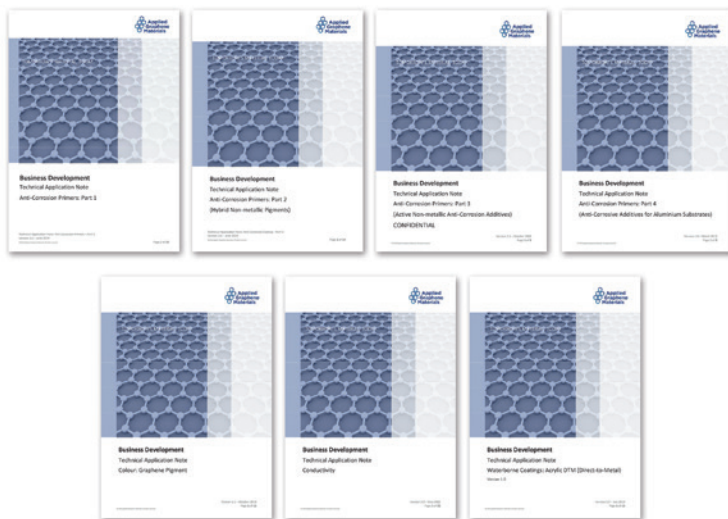 Applied
Graphene
Materials
Business Development
Technical Application Note
Anti-Corrosion Primers: Part 1
Applied
Graphene
Materials
Business Development
Technical Application Note
Anti-Corrosion Primers: Part 2
(Hybrid Non-metallic Pigments)
Applied
Graphene
Materials
Business Development
Technical Application Note
Anti-Corrosion Primers: Part 3
(Active Non-metallic Anti-Corrosion Additives)
CONFIDENTIAL
Applied
Graphene
Materials
Business Development
Technical Application Note
Anti-Corrosion Primers: Part 4
(Anti-Corrosive Additives for Aluminium Substrates)
Applied
Graphene
Materials
Business Development
Technical Application Note
Colour: Graphene Pigment
Applied
Graphene
Materials
Business Development
Technical Application Note
Conductivity
Applied
Graphene
Materials
Business Development
Technical Application Note
Waterborne Coatings: Acrylic DTM (Direct-to-Metal)